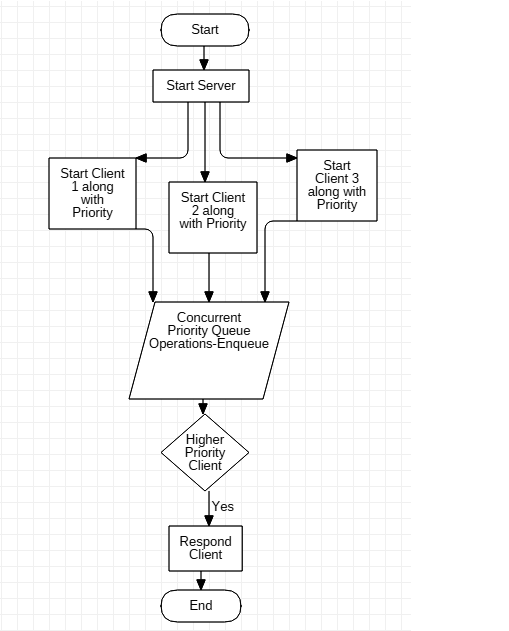 Start
Start Server
Start Client
1 along
with
Priority
Start Client
2 along
with Priority
Start
Client 3
along with
Priority
Concurrent
Priority Queue
Operations-Enqueue
Higher
Priority
Client
Yes
Respond
Client
End